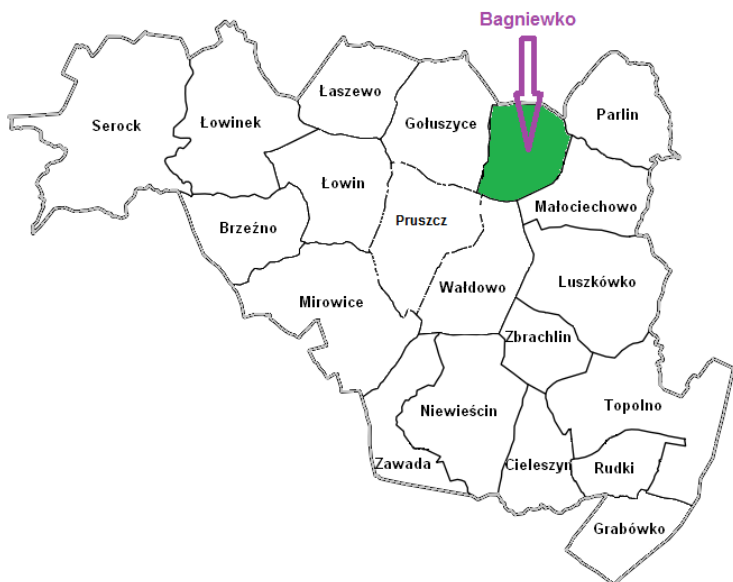 Bagniewko
Łaszewo
Parlin
Serock
Łowinek
Gołuszyce
Łowin
Małociechowo
Brzeźno
Pruszcz
Mirowice
Wałdowo
Luszkówko
Zbrachlin
Niewieścin
Topolno
Zawada
Cieleszyn
Rudki
Grabówko